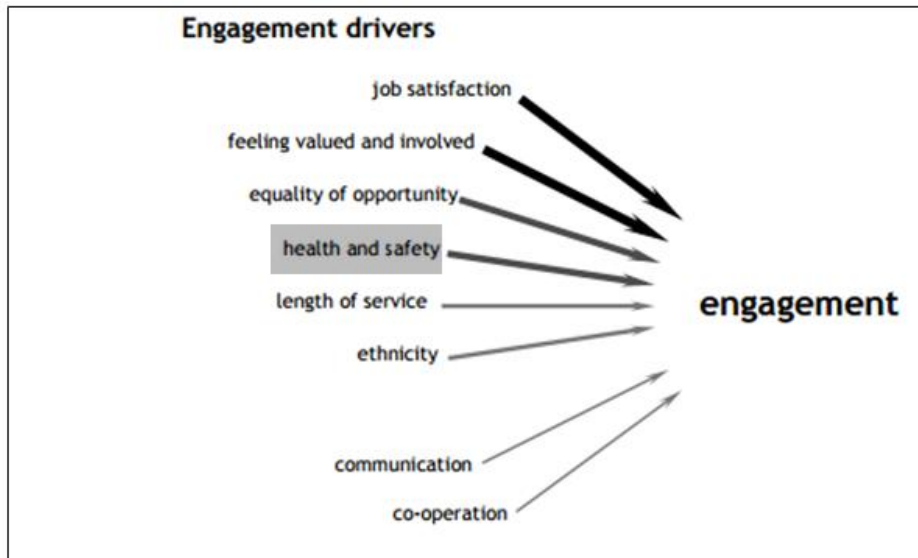 Engagement drivers
job satisfaction
feeling valued and involved
equality of opportunity
health and safety
length of service
engagement
ethnicity
communication
co-operation